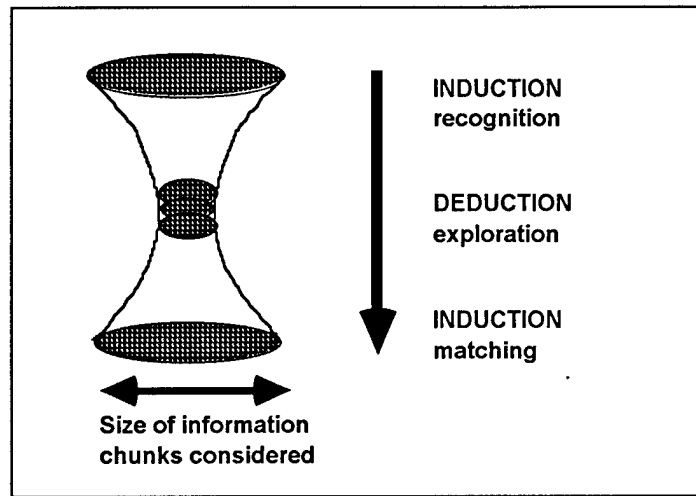 INDUCTION
recognition
DEDUCTION
exploration
INDUCTION
matching
Size of information
chunks considered